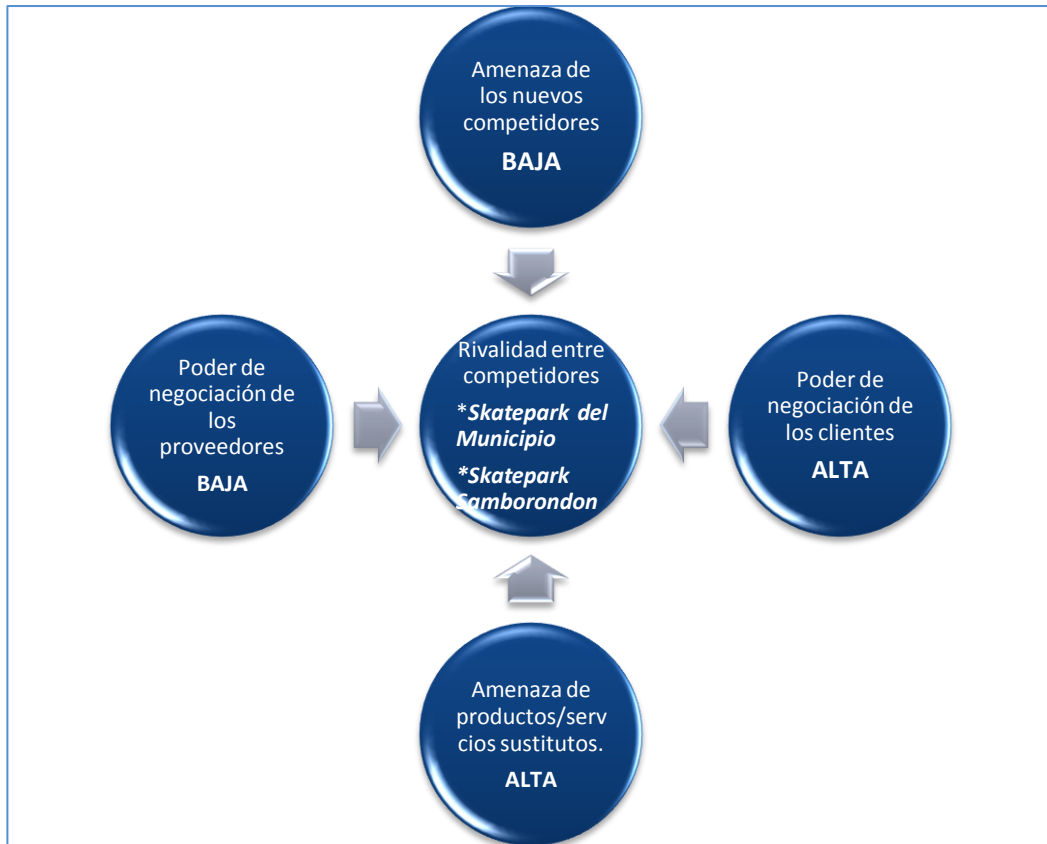 Amenaza de
los nuevos
competidores
BAJA
Poder de
negociación de
los
proveedores
BAJA
Rivalidad entre
competidores
*Skatepark del
Municipio
*Skatepark
Samborondon
Poder de
negociación de
los clientes
ALTA
Amenaza de
productos/serv
cios sustitutos.
ALTA